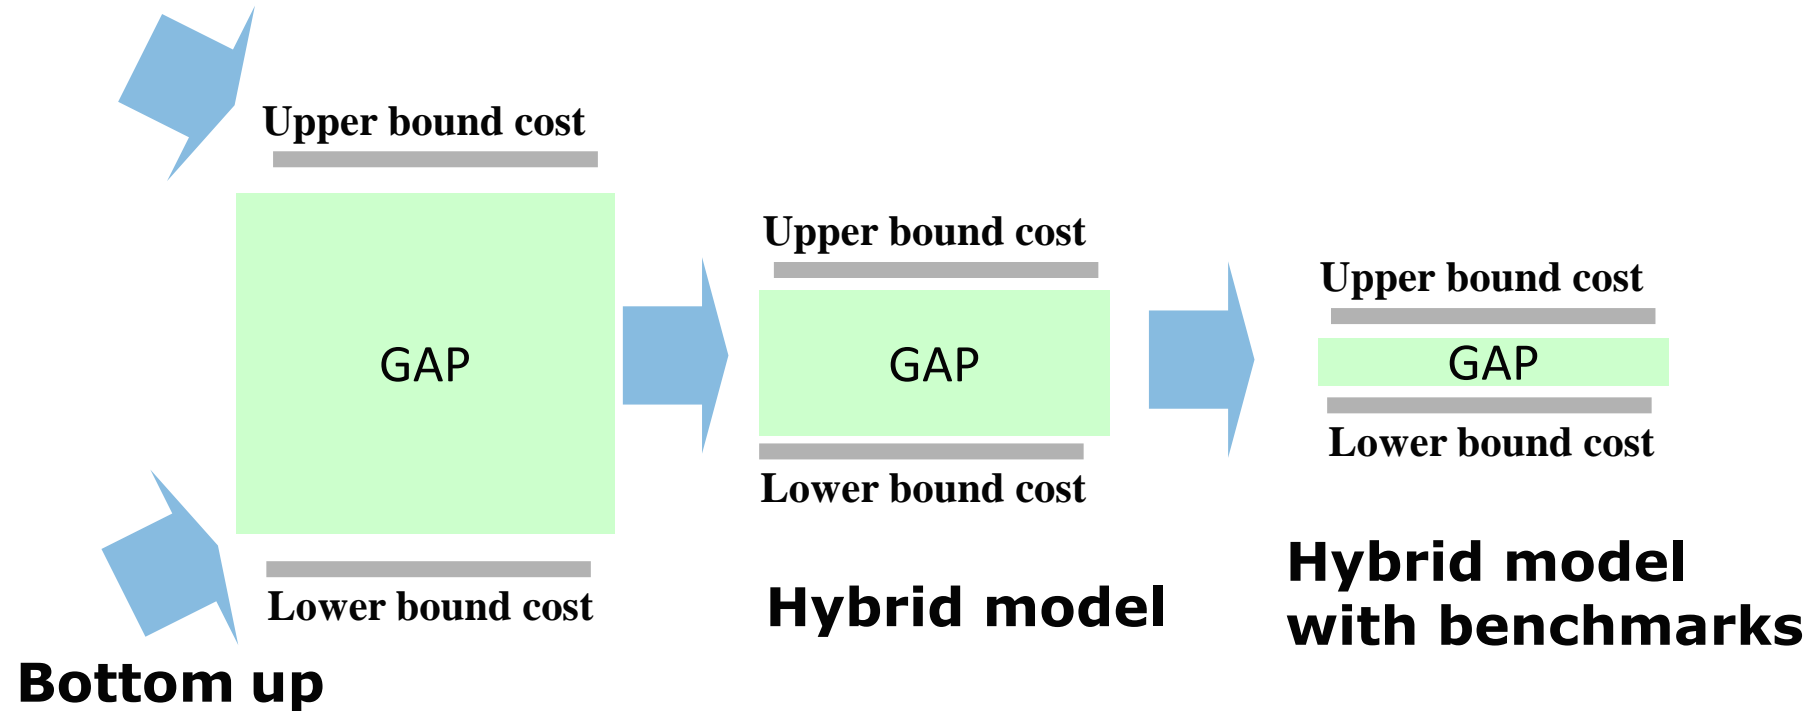 Upper bound cost
GAP
Lower bound cost
Bottom up
Upper bound cost
GAP
Lower bound cost
Hybrid model
Upper bound cost
GAP
Lower bound cost
Hybrid model
with benchmarks